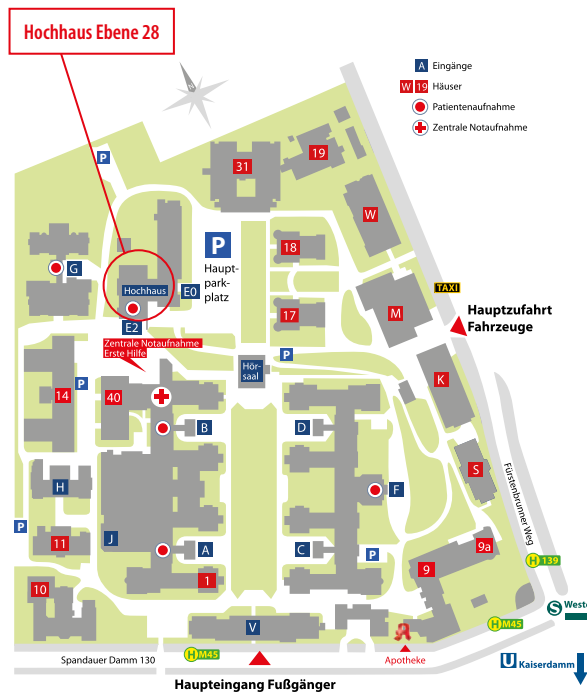 Hochhaus Ebene 28
N
A Eingänge
W 19 Häuser
Patientenaufnahme
Zentrale Notaufnahme
P
31
19
W
G
P
Haupt-
park-
platz
18
Hochhaus
E0
E2
17
M
TAXI
Hauptzufahrt
Fahrzeuge
Zentrale Notaufnahme
Erste Hilfe
Hör-
saal
P
K
14
P
40
B
D
S
H
F
Fürstenbrunner Weg
P
11
J
A
C
P
9a
9
H 139
10
1
V
H M45
S Weste
A
Apotheke
Spandauer Damm 130
H M45
U Kaiserdamm
Haupteingang Fußgänger